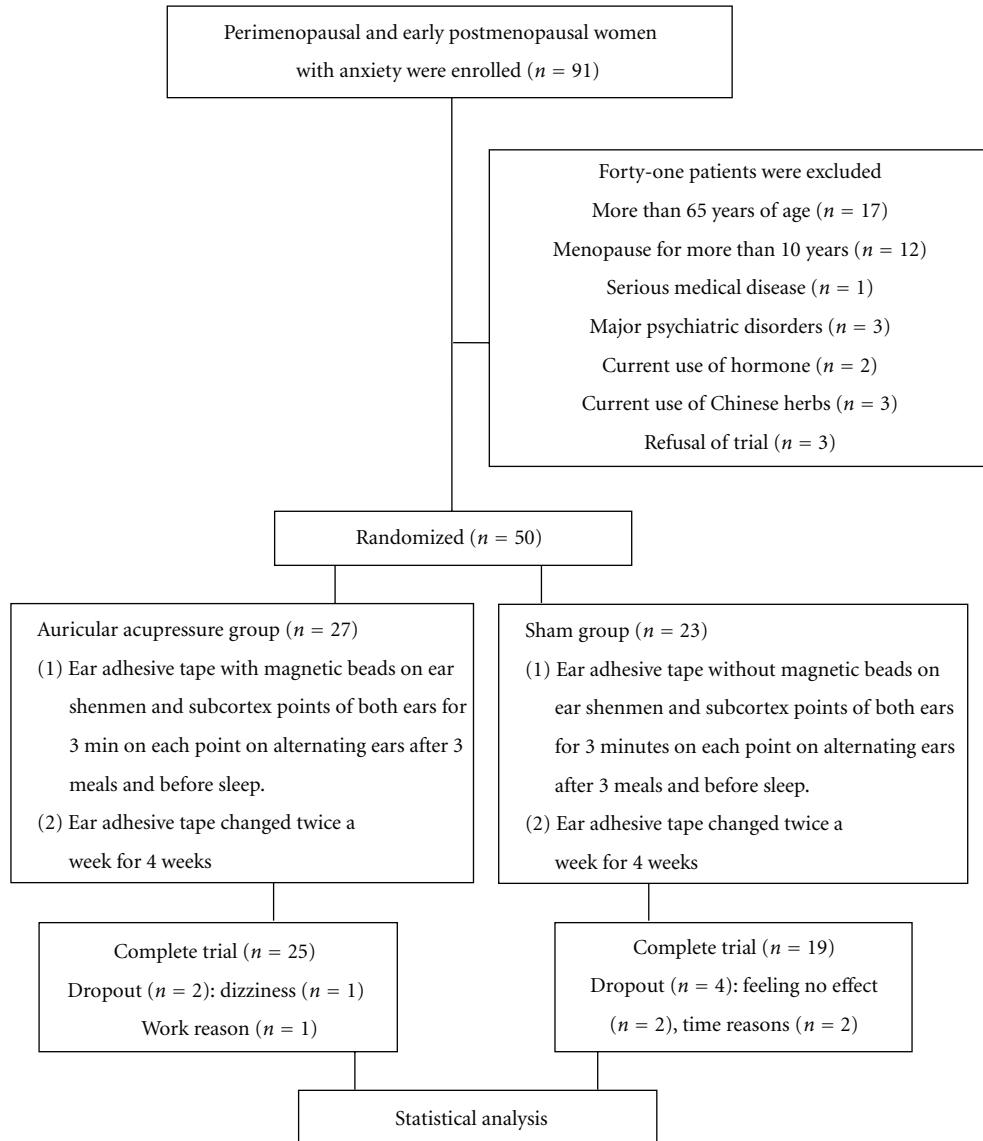 Perimenopausal and early postmenopausal women
with anxiety were enrolled (n = 91)
Forty-one patients were excluded
More than 65 years of age (n = 17)
Menopause for more than 10 years (n = 12)
Serious medical disease (n = 1)
Major psychiatric disorders (n = 3)
Current use of hormone (n = 2)
Current use of Chinese herbs (n = 3)
Refusal of trial (n = 3)
Randomized (n = 50)
Auricular acupressure group (n = 27)
(1) Ear adhesive tape with magnetic beads on ear
shenmen and subcortex points of both ears for
3 min on each point on alternating ears after 3
meals and before sleep.
(2) Ear adhesive tape changed twice a
week for 4 weeks
Sham group (n = 23)
(1) Ear adhesive tape without magnetic beads on
ear shenmen and subcortex points of both ears
for 3 minutes on each point on alternating ears
after 3 meals and before sleep.
(2) Ear adhesive tape changed twice a
week for 4 weeks
Complete trial (n = 25)
Dropout (n = 2): dizziness (n = 1)
Work reason (n = 1)
Complete trial (n = 19)
Dropout (n = 4): feeling no effect
(n = 2), time reasons (n = 2)
Statistical analysis